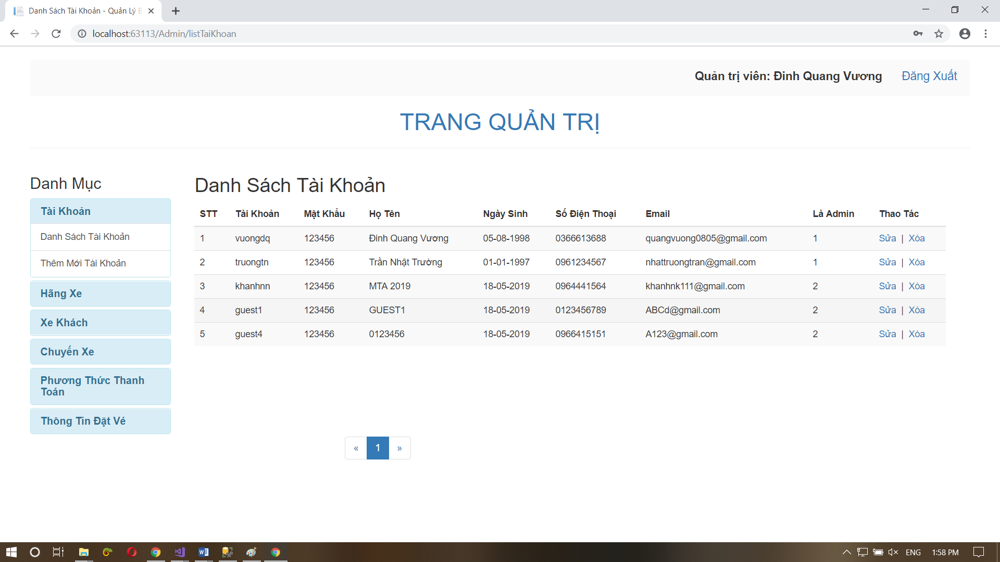 Danh Sách Tài Khoản - Quản Lý B
localhost:63113/Admin/listTaiKhoan
Quản trị viên: Đinh Quang Vương Đăng Xuất
TRANG QUẢN TRỊ
Danh Mục
Tài Khoản
Danh Sách Tài Khoản
Thêm Mới Tài Khoản
Hãng Xe
Xe Khách
Chuyến Xe
Phương Thức Thanh
Toán
Thông Tin Đặt Vé
Danh Sách Tài Khoản
STT Tài Khoản Mật Khẩu Họ Tên Ngày Sinh Số Điện Thoại Email Là Admin Thao Tác
1 vuongdq 123456 Đinh Quang Vương 05-08-1998 0366613688 quangvuong0805@gmail.com 1 Sửa | Xóa
2 truongtn 123456 Trần Nhật Trường 01-01-1997 0961234567 nhattruongtran@gmail.com 1 Sửa | Xóa
3 khanhnn 123456 MTA 2019 18-05-2019 0964441564 khanhnk111@gmail.com 2 Sửa | Xóa
4 guest1 123456 GUEST1 18-05-2019 0123456789 ABCd@gmail.com 2 Sửa | Xóa
5 guest4 123456 0123456 18-05-2019 0966415151 A123@gmail.com 2 Sửa | Xóa
« 1 »
ENG 1:58 PM